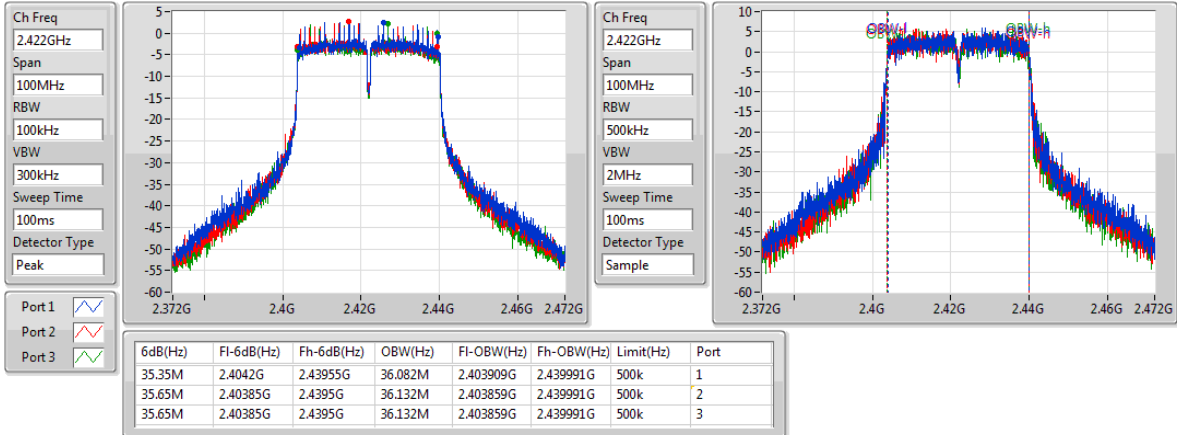 Ch Freq
2.422GHz
Span
100MHz
RBW
100kHz
VBW
300kHz
Sweep Time
100ms
Detector Type
Peak
Port 1
Port 2
Port 3
5
0
-5
-10
-15
-20
-25
-30
-35
-40
-45
-50
-55
-60
2.372G 2.4G 2.42G 2.44G 2.46G 2.472G
Ch Freq
2.422GHz
Span
100MHz
RBW
500kHz
VBW
2MHz
Sweep Time
100ms
Detector Type
Sample
10
5
0
-5
-10
-15
-20
-25
-30
-35
-40
-45
-50
-55
-60
OBW-l OBW-h
2.372G 2.4G 2.42G 2.44G 2.46G 2.472G
6dB(Hz) Fl-6dB(Hz) Fh-6dB(Hz) OBW(Hz) Fl-OBW(Hz) Fh-OBW(Hz) Limit(Hz) Port
35.35M 2.4042G 2.43955G 36.082M 2.403909G 2.439991G 500k 1
35.65M 2.40385G 2.4395G 36.132M 2.403859G 2.439991G 500k 2
35.65M 2.40385G 2.4395G 36.132M 2.403859G 2.439991G 500k 3